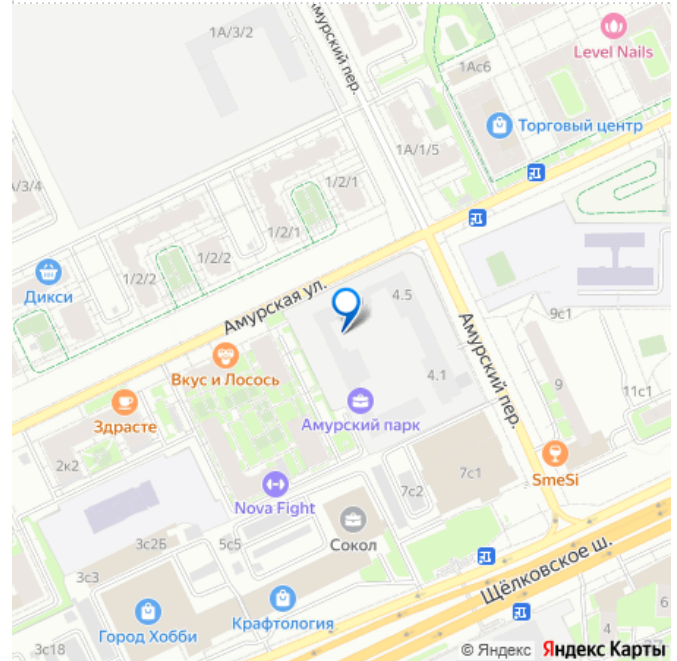 1А/3/2
Амурский пер.
Level Nails
1Ас6
Торговый центр
1А/1/5
1/2/1
/3/4
1/2/1
1/2/2
1/2/2
Дикси
Амурская ул.
4.5
9с1
Амурский пер.
Вкус и Лосось
4.1
9
11с1
Здрасте
Амурский парк
2к2
7с1
SmeSi
7с2
Nova Fight
3с2Б
5с5
Сокол
3с3
Щёлковское ш.
Город Хобби
Крафтология
6
4
3с18
© Яндекс Яндекс Карты